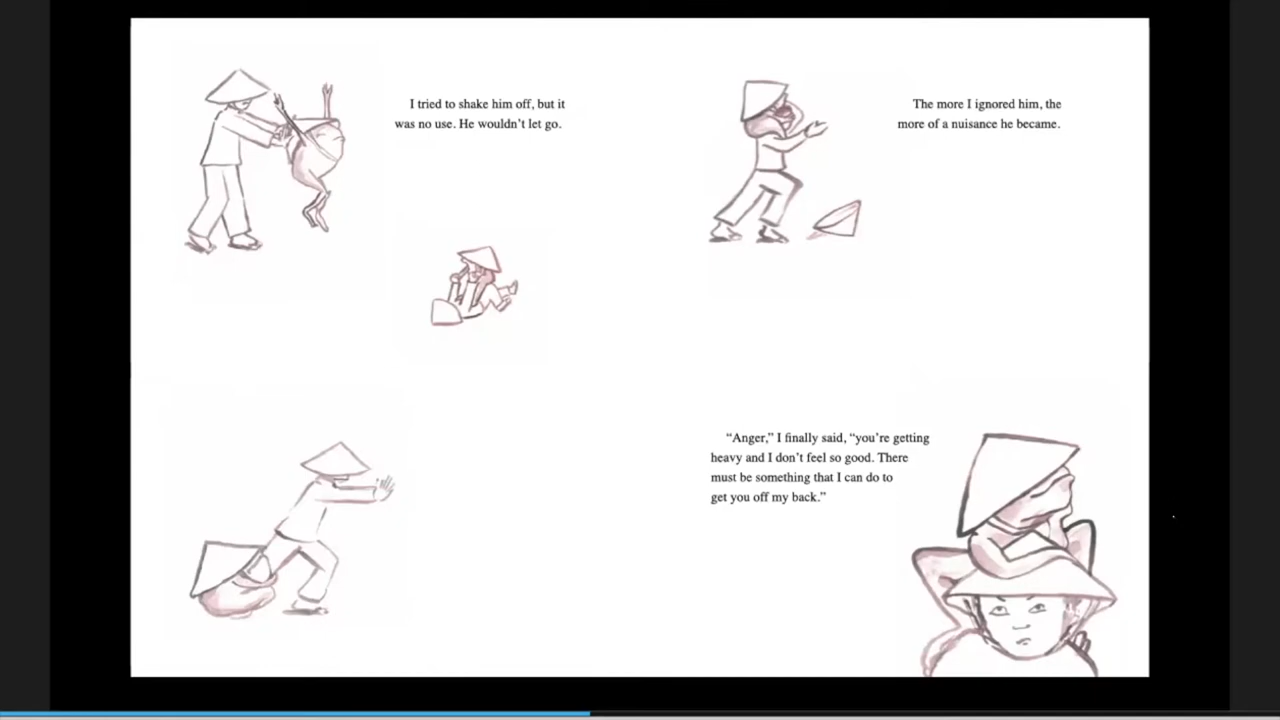 I tried to shake him off, but it
was no use. He wouldn't let go.
The more I ignored him, the
more of a nuisance he became.
“Anger,” I finally said, “you're getting
heavy and I don't feel so good. There
must be something that I can do to
get you off my back.”